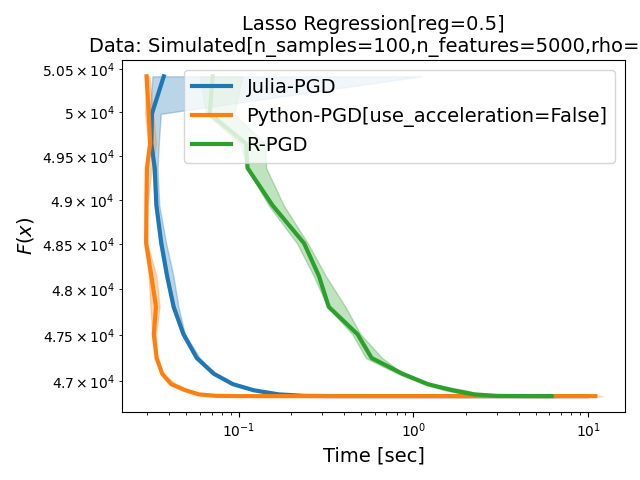 Lasso Regression[reg=0.5]
Data: Simulated[n_samples=100,n_features=5000,rho=
Julia-PGD
Python-PGD[use_acceleration=False]
R-PGD
5.05 × 10⁴
5 × 10⁴
4.95 × 10⁴
4.9 × 10⁴
4.85 × 10⁴
4.8 × 10⁴
4.75 × 10⁴
4.7 × 10⁴
F(x)
10⁻¹ 10⁰ 10¹
Time [sec]